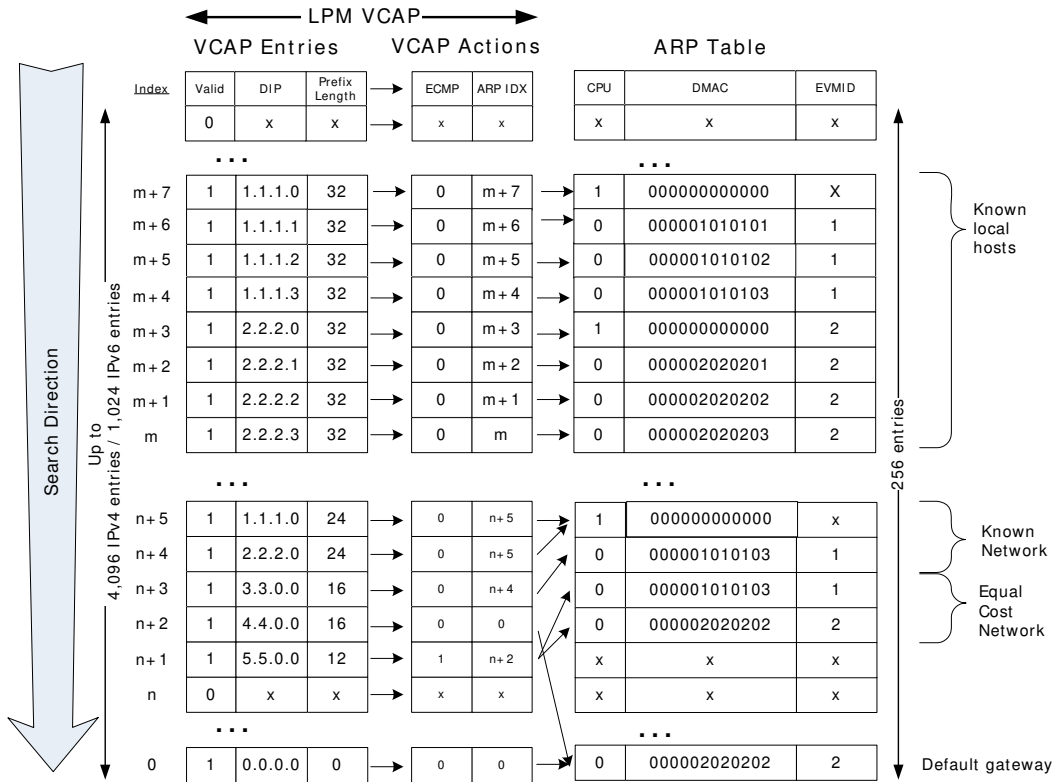 LPM VCAP
VCAP Entries VCAP Actions ARP Table
Index Valid DIP Prefix Length ECMP ARP IDX CPU DMAC EVMID
0 x x x x x x x
... ...
m+7 1 1.1.1.0 32 0 m+7 1 000000000000 X
m+6 1 1.1.1.1 32 0 m+6 0 000001010101 1
m+5 1 1.1.1.2 32 0 m+5 0 000001010102 1
m+4 1 1.1.1.3 32 0 m+4 0 000001010103 1
m+3 1 2.2.2.0 32 0 m+3 1 000000000000 2
m+2 1 2.2.2.1 32 0 m+2 0 000002020201 2
m+1 1 2.2.2.2 32 0 m+1 0 000002020202 2
m 1 2.2.2.3 32 0 m 0 000002020203 2
Known
local
hosts
... ...
n+5 1 1.1.1.0 24 0 n+5 1 000000000000 x
n+4 1 2.2.2.0 24 0 n+5 0 000001010103 1
n+3 1 3.3.0.0 16 0 n+4 0 000001010103 1
n+2 1 4.4.0.0 16 0 0 0 000002020202 2
n+1 1 5.5.0.0 12 1 n+2 x x x
n 0 x x x x x x x
Known
Network
Equal
Cost
Network
... ...
0 1 0.0.0.0 0 0 0 0 000002020202 2 Default gateway
Search Direction
Up to
4,096 IPv4 entries / 1,024 IPv6 entries
256 entries